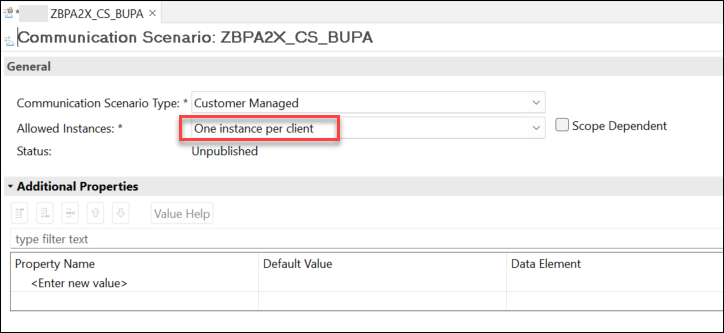 ZBPA2X_CS_BUPA
Communication Scenario: ZBPA2X_CS_BUPA
General
Communication Scenario Type: * Customer Managed
Allowed Instances: * One instance per client Scope Dependent
Status: Unpublished
Additional Properties
Value Help
type filter text
Property Name Default Value Data Element
<Enter new value>